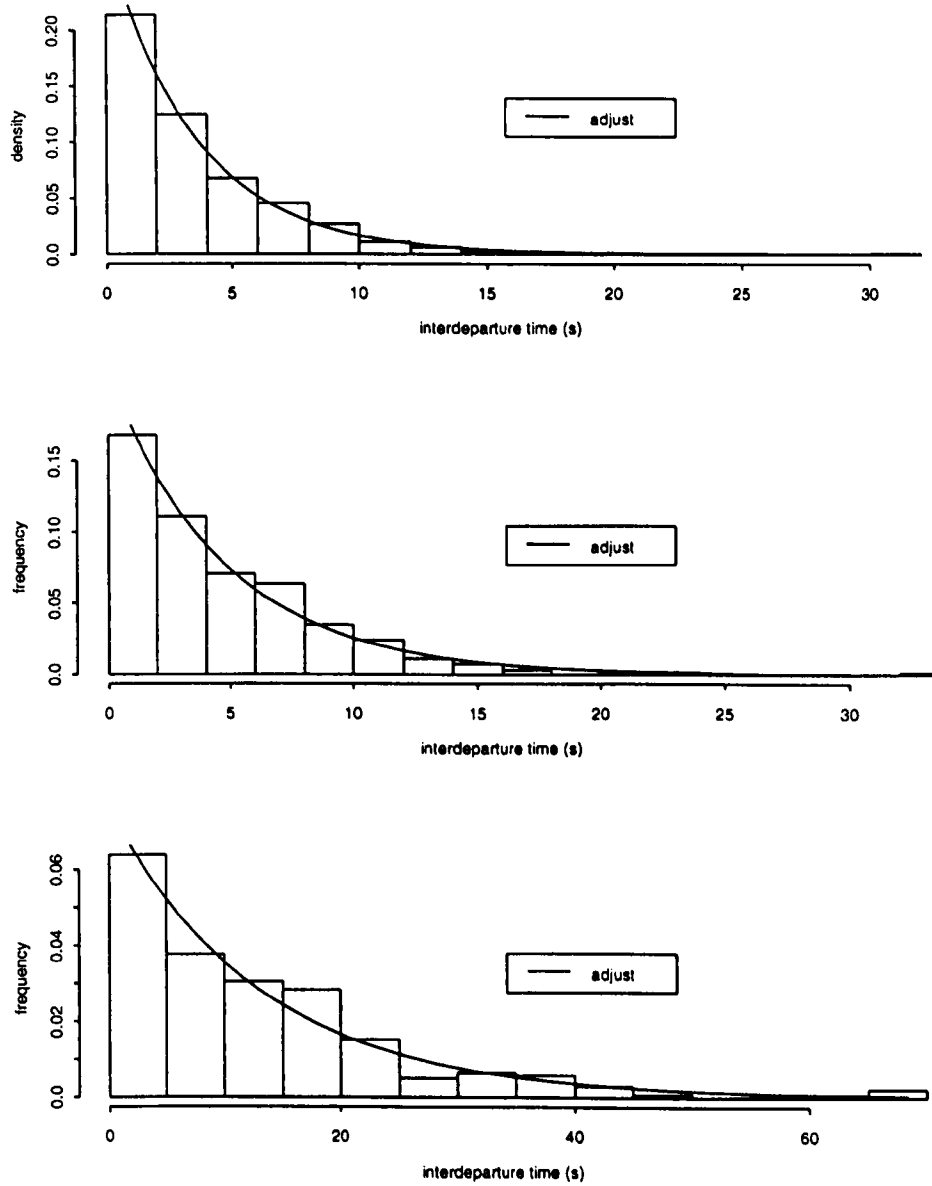 density
0.0 0.05 0.10 0.15 0.20
adjust
0 5 10 15 20 25 30
interdeparture time (s)
frequency
0.0 0.05 0.10 0.15
adjust
0 5 10 15 20 25 30
interdeparture time (s)
frequency
0.0 0.02 0.04 0.06
adjust
0 20 40 60
interdeparture time (s)